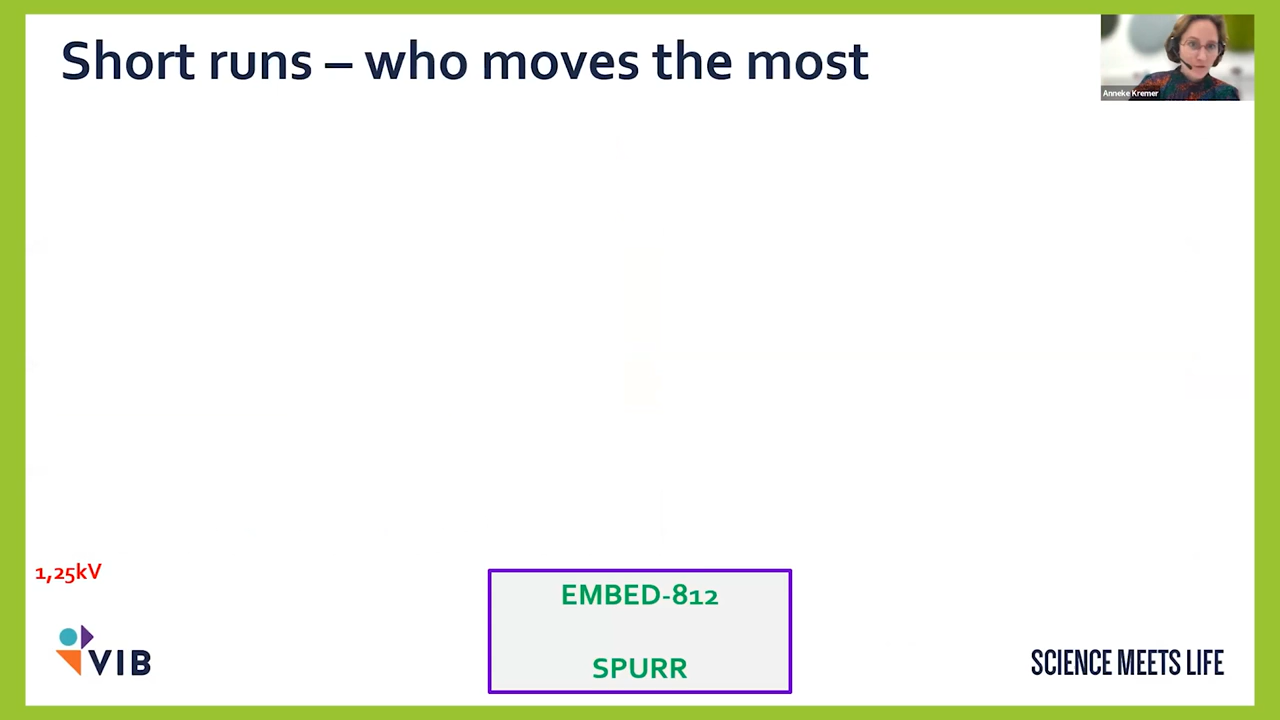 Short runs – who moves the most
Anneke Kremer
1,25kV
EMBED-812
SPURR
VIB
SCIENCE MEETS LIFE